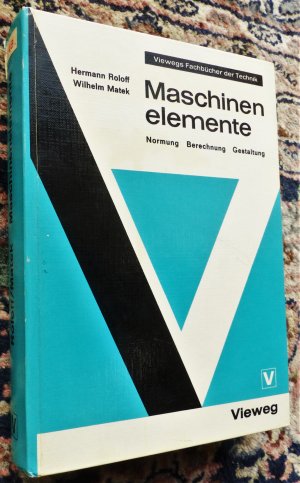 Viewegs Fachbücher der Technik
Hermann Roloff
Wilhelm Matek
Maschinen
elemente
Normung Berechnung Gestaltung
V
Vieweg